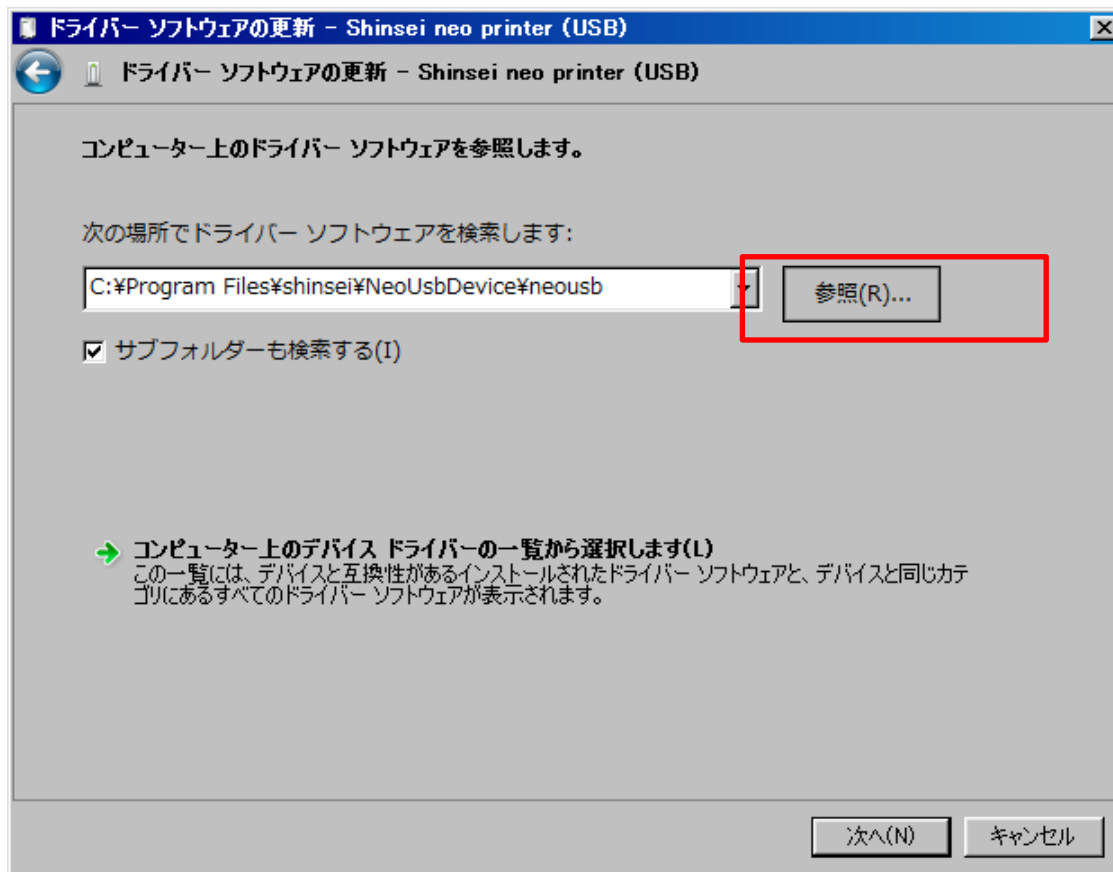 ドライバー ソフトウェアの更新 - Shinsei neo printer (USB)
ドライバー ソフトウェアの更新 - Shinsei neo printer (USB)
コンピューター上のドライバー ソフトウェアを参照します。
次の場所でドライバー ソフトウェアを検索します:
C:¥Program Files¥shinsei¥NeoUsbDevice¥neousb
参照(R)...
サブフォルダーも検索する(I)
コンピューター上のデバイス ドライバーの一覧から選択します(L)
この一覧には、デバイスと互換性があるインストールされたドライバー ソフトウェアと、デバイスと同じカテ
ゴリにあるすべてのドライバー ソフトウェアが表示されます。
次へ(N)
キャンセル